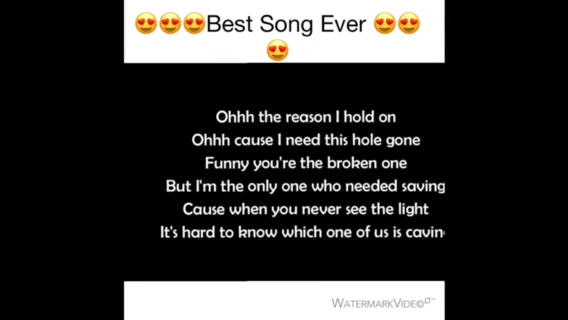 😍😍😍Best Song Ever 😍😍
😍
Ohhh the reason I hold on
Ohhh cause I need this hole gone
Funny you're the broken one
But I'm the only one who needed saving
Cause when you never see the light
It's hard to know which one of us is cavin
WATERMARKVIDEO©™